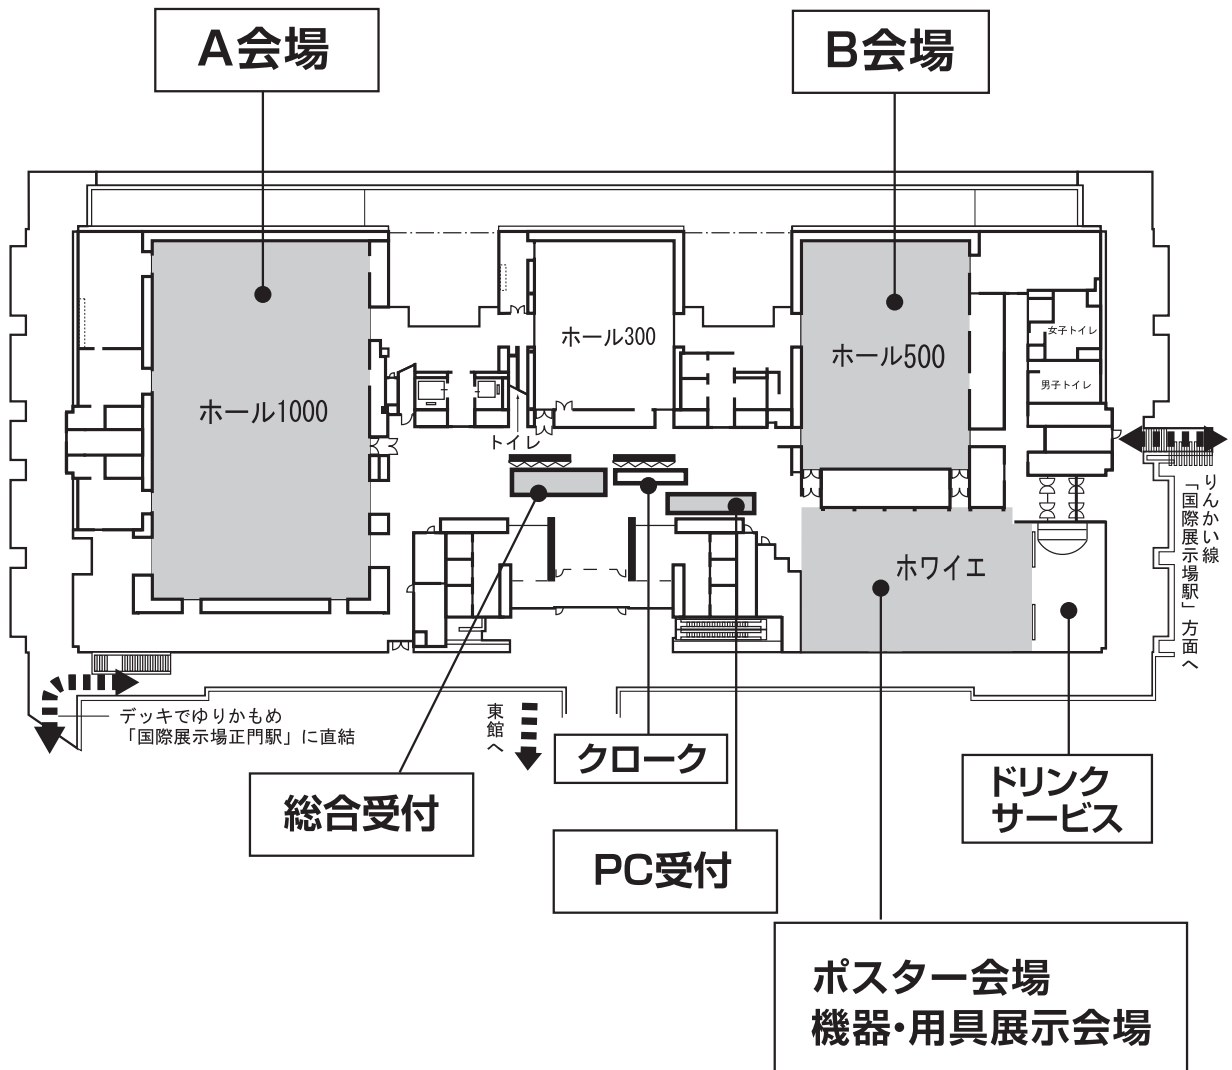 A会場
B会場
ホール1000
ホール300
ホール500
女子トイレ
男子トイレ
トイレ
ホワイエ
りんかい線
「国際展示場駅」方面へ
デッキでゆりかもめ
「国際展示場正門駅」に直結
東館へ
クローク
総合受付
PC受付
ドリンク
サービス
ポスター会場
機器・用具展示会場